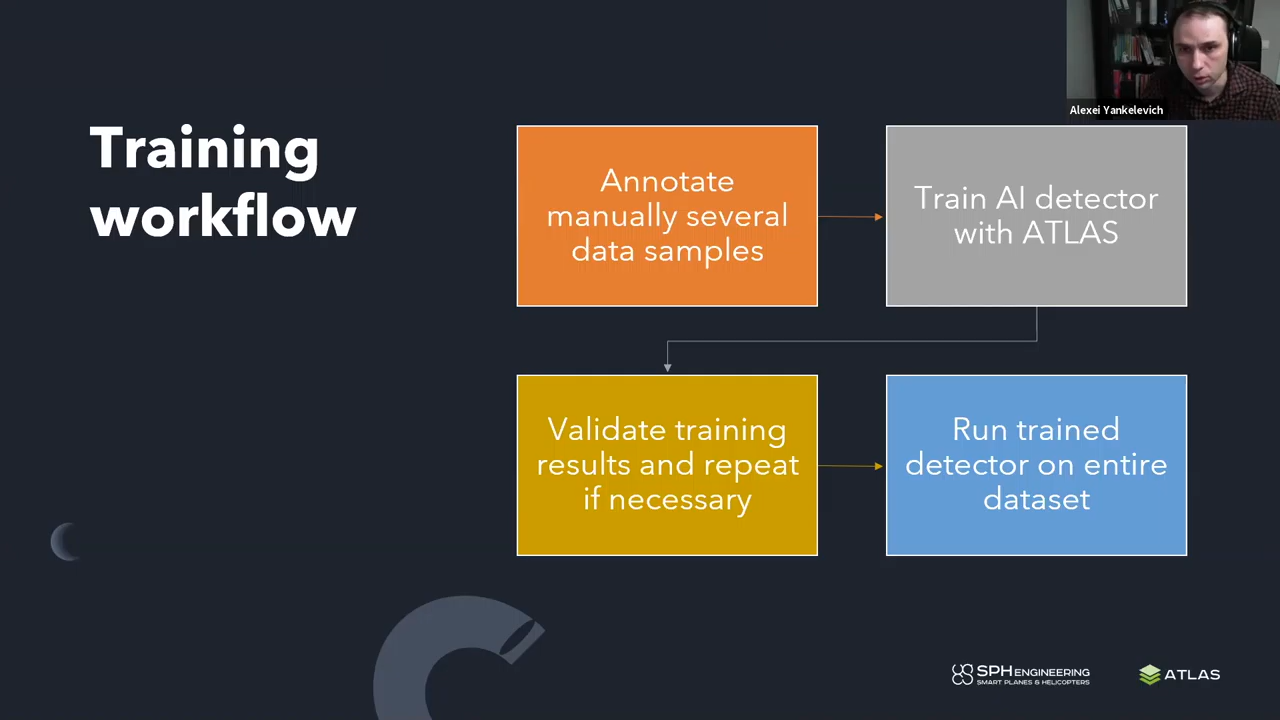 Alexei Yankelevich
Training
workflow
Annotate
manually several
data samples
Train AI detector
with ATLAS
Validate training
results and repeat
if necessary
Run trained
detector on entire
dataset
SPH ENGINEERING
SMART PLANES & HELICOPTERS
ATLAS